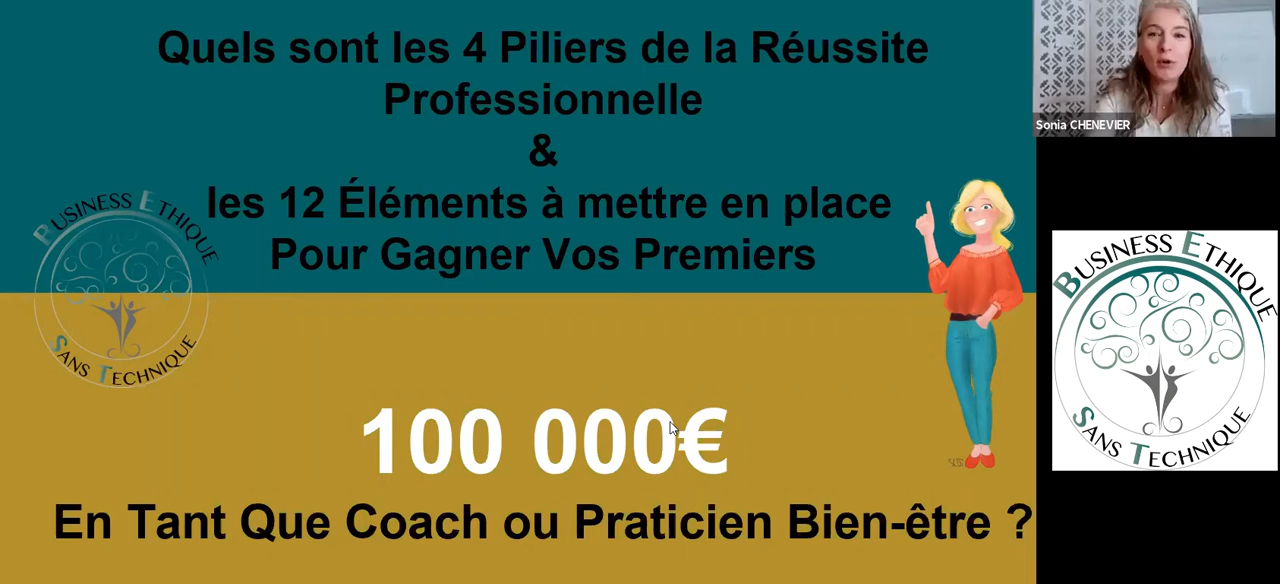 Quels sont les 4 Piliers de la Réussite
Professionnelle
&
les 12 Éléments à mettre en place
Pour Gagner Vos Premiers
100 000€
En Tant Que Coach ou Praticien Bien-être ?
BUSINESS ETHIQUE
SANS TECHNIQUE
Sonia CHENEVIER
BUSINESS ETHIQUE
SANS TECHNIQUE